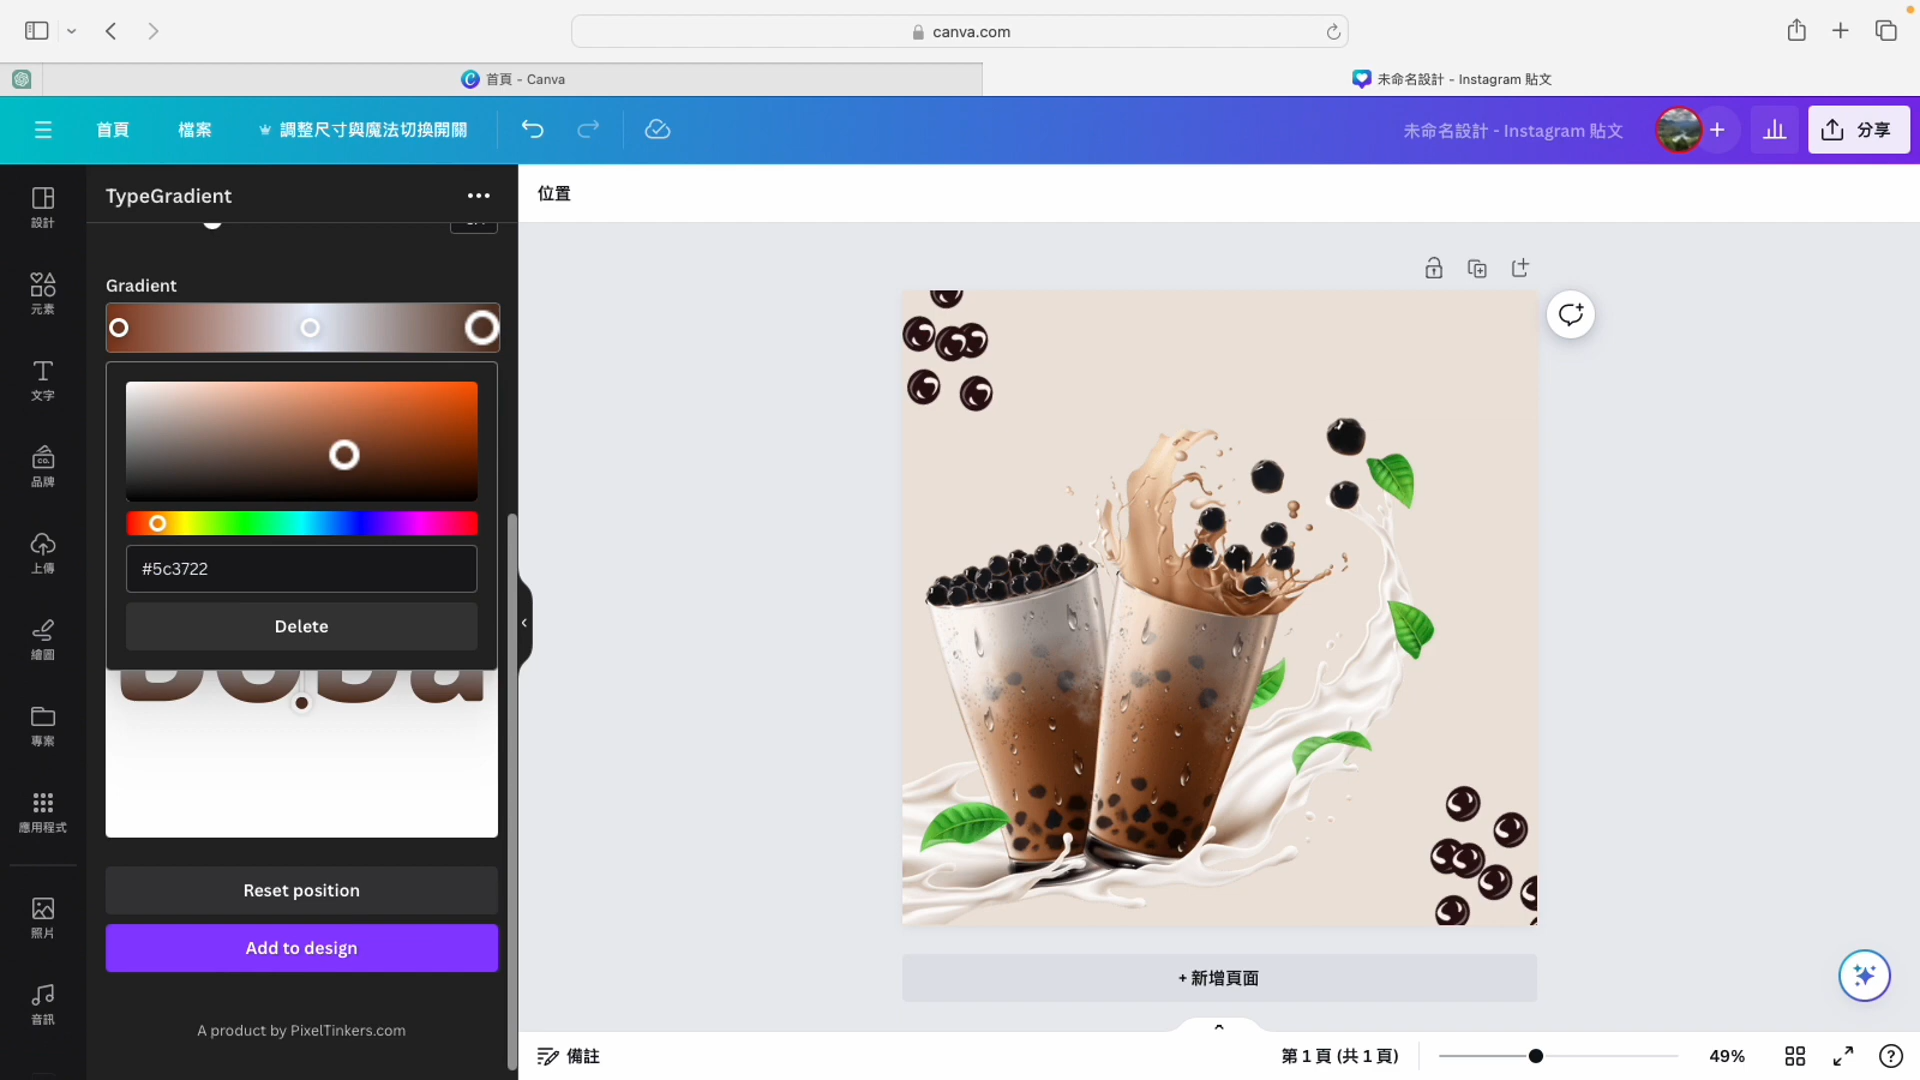 canva.com
首頁 - Canva
未命名設計 - Instagram 貼文
首頁
檔案
調整尺寸與魔法切換開關
未命名設計 - Instagram 貼文
分享
TypeGradient
位置
設計
元素
文字
品牌
上傳
繪圖
專案
應用程式
照片
音訊
Gradient
#5c3722
Delete
Boba
Reset position
Add to design
A product by PixelTinkers.com
+ 新增頁面
備註
第 1 頁 (共 1 頁)
49%